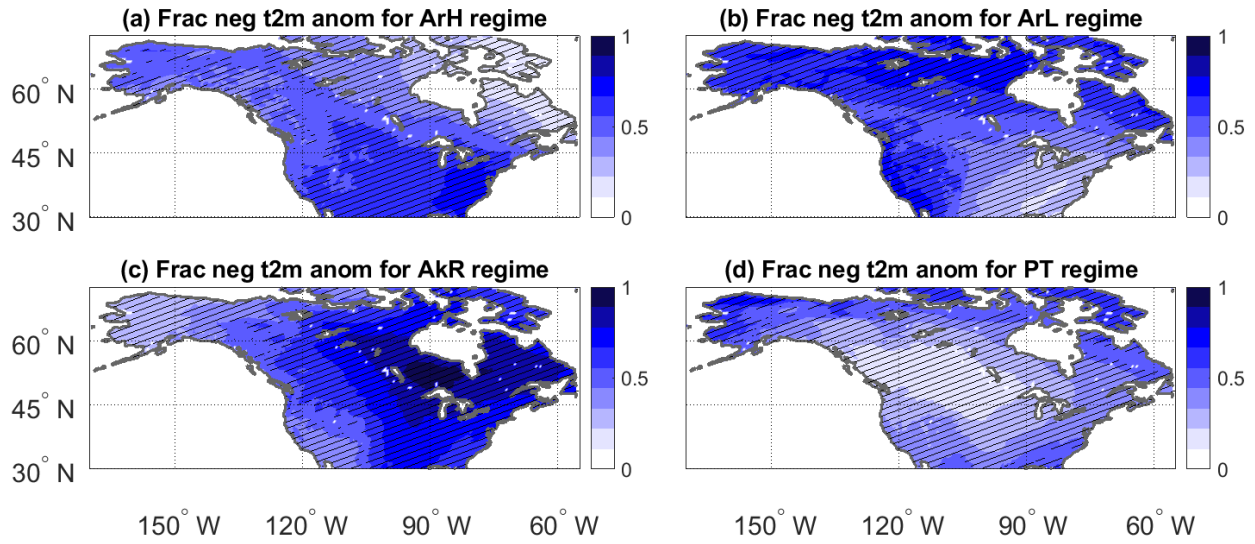 (a) Frac neg t2m anom for ArH regime
(b) Frac neg t2m anom for ArL regime
60° N
45° N
30° N
1
0.5
0
1
0.5
0
(c) Frac neg t2m anom for AkR regime
(d) Frac neg t2m anom for PT regime
60° N
45° N
30° N
1
0.5
0
1
0.5
0
150° W 120° W 90° W 60° W
150° W 120° W 90° W 60° W